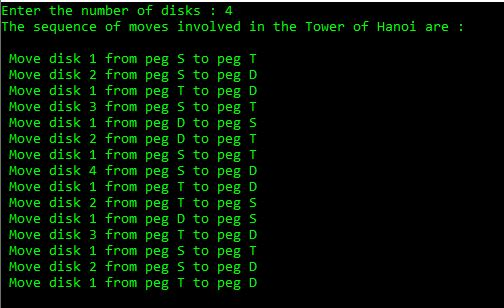 Enter the number of disks : 4
The sequence of moves involved in the Tower of Hanoi are :
Move disk 1 from peg S to peg T
Move disk 2 from peg S to peg D
Move disk 1 from peg T to peg D
Move disk 3 from peg S to peg T
Move disk 1 from peg D to peg S
Move disk 2 from peg D to peg T
Move disk 1 from peg S to peg T
Move disk 4 from peg S to peg D
Move disk 1 from peg T to peg D
Move disk 2 from peg T to peg S
Move disk 1 from peg D to peg S
Move disk 3 from peg T to peg D
Move disk 1 from peg S to peg T
Move disk 2 from peg S to peg D
Move disk 1 from peg T to peg D